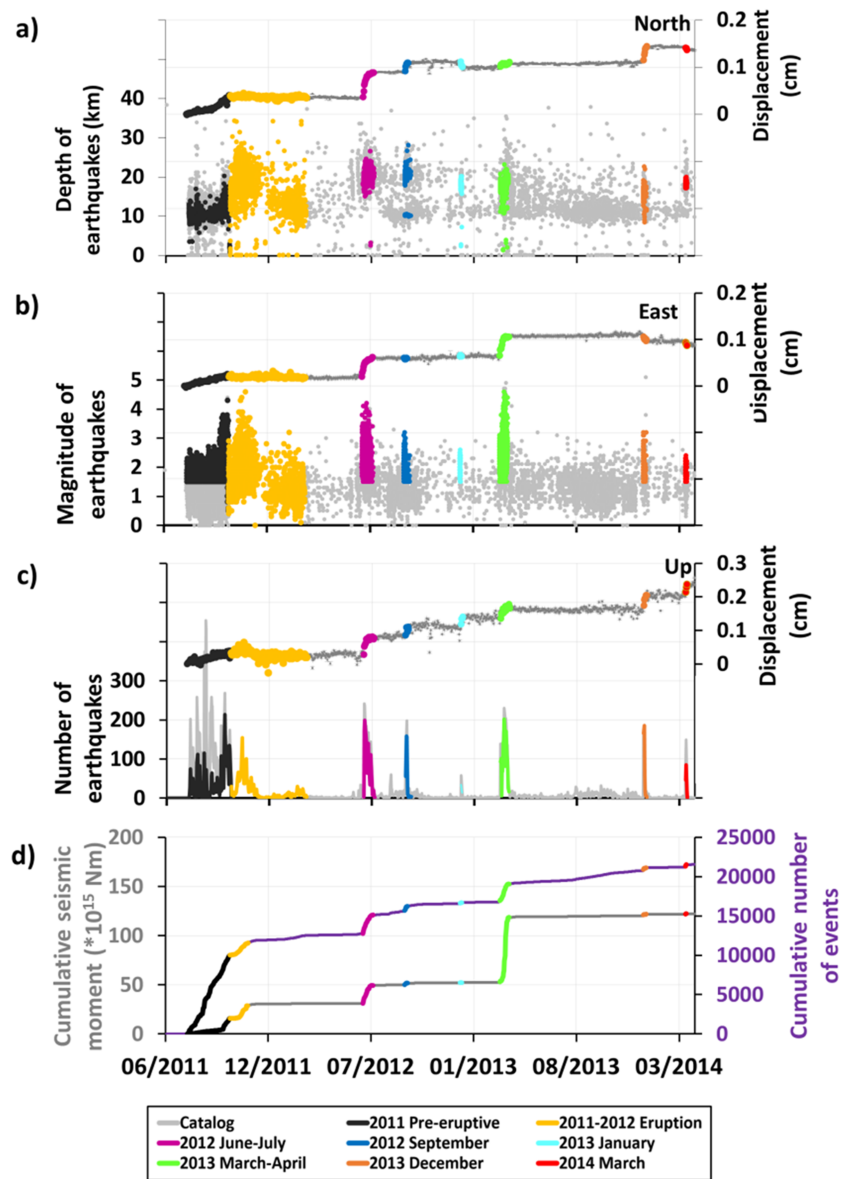 a)
North
0.2
0.1
0
Displacement
(cm)
40
30
20
10
0
Depth of
earthquakes (km)
b)
East
0.2
0.1
0
Displacement
(cm)
5
4
3
2
1
0
Magnitude of
earthquakes
c)
Up
0.3
0.2
0.1
0
Displacement
(cm)
300
200
100
0
Number of
earthquakes
d)
200
150
100
50
0
Cumulative seismic
moment (*10¹⁵ Nm)
25000
20000
15000
10000
5000
0
Cumulative number
of events
06/2011 12/2011 07/2012 01/2013 08/2013 03/2014
Catalog 2011 Pre-eruptive 2011-2012 Eruption
2012 June-July 2012 September 2013 January
2013 March-April 2013 December 2014 March